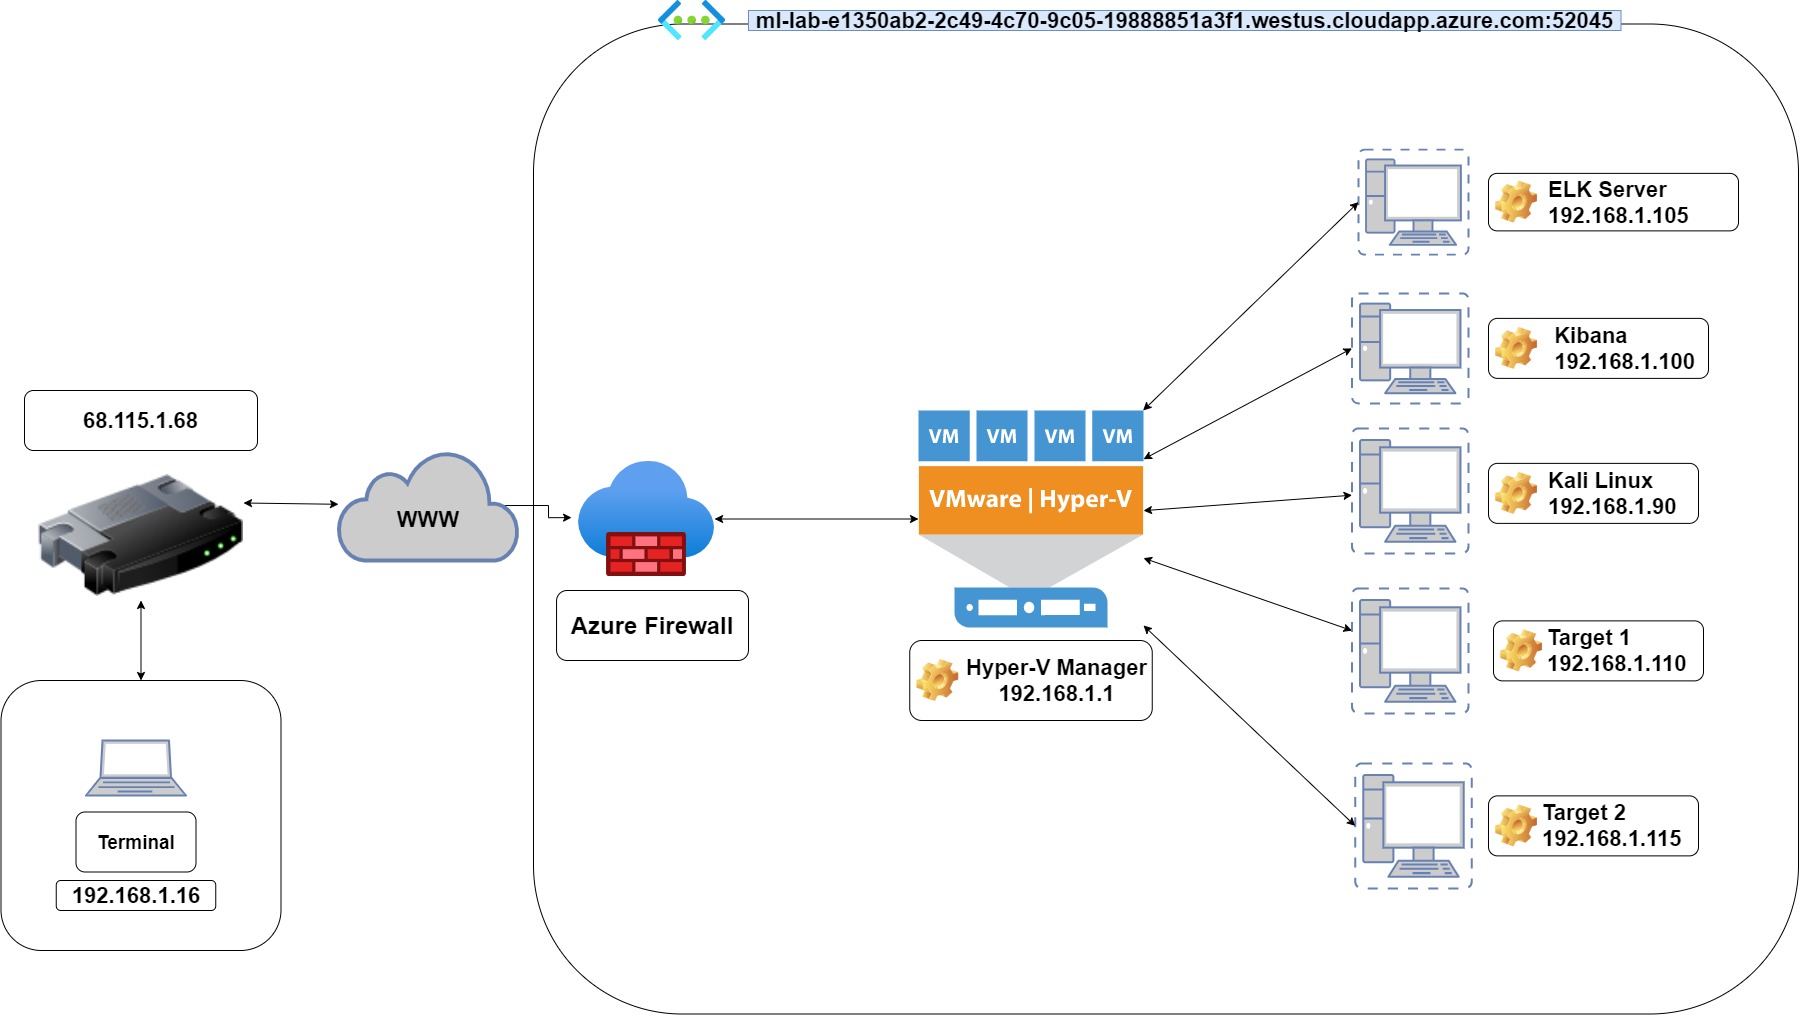 ml-lab-e1350ab2-2c49-4c70-9c05-19888851a3f1.westus.cloudapp.azure.com:52045
68.115.1.68
WWW
Terminal
192.168.1.16
Azure Firewall
VM VM VM VM
VMware | Hyper-V
Hyper-V Manager
192.168.1.1
ELK Server
192.168.1.105
Kibana
192.168.1.100
Kali Linux
192.168.1.90
Target 1
192.168.1.110
Target 2
192.168.1.115